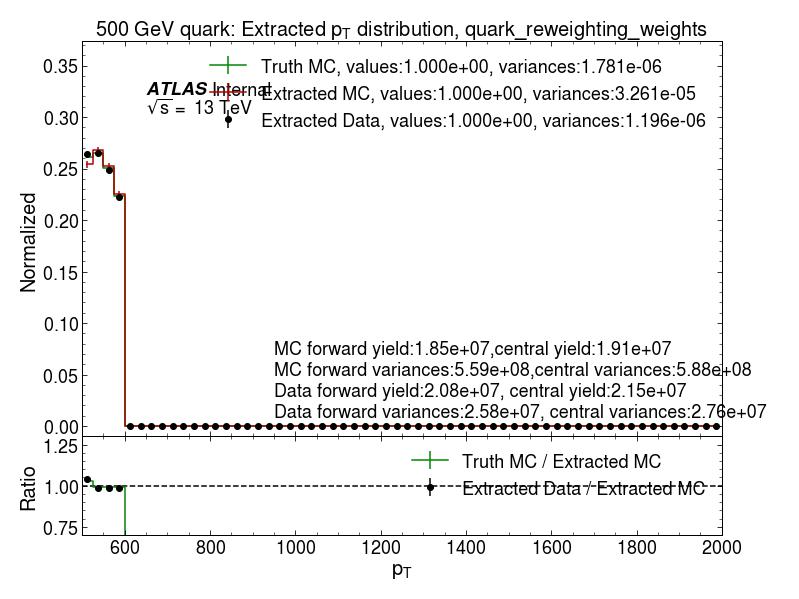 500 GeV quark: Extracted pT distribution, quark_reweighting_weights
Truth MC, values:1.000e+00, variances:1.781e-06
ATLAS Internal
Extracted MC, values:1.000e+00, variances:3.261e-05
√s = 13 TeV
Extracted Data, values:1.000e+00, variances:1.196e-06
0.35
0.30
0.25
0.20
0.15
0.10
0.05
0.00
Normalized
MC forward yield:1.85e+07,central yield:1.91e+07
MC forward variances:5.59e+08,central variances:5.88e+08
Data forward yield:2.08e+07, central yield:2.15e+07
Data forward variances:2.58e+07, central variances:2.76e+07
1.25
1.00
0.75
Ratio
Truth MC / Extracted MC
Extracted Data / Extracted MC
600 800 1000 1200 1400 1600 1800 2000
pT